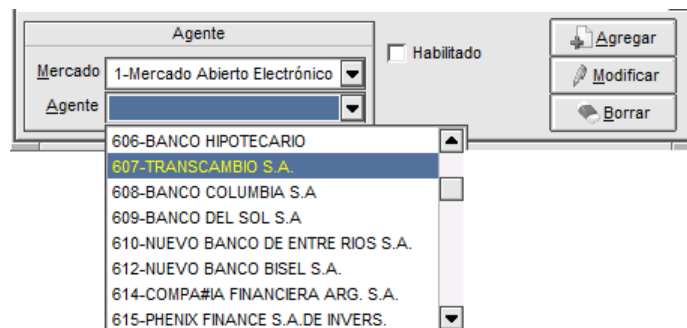 Agente
Mercado 1-Mercado Abierto Electrónico
Agente
Habilitado
Agregar
Modificar
Borrar
606-BANCO HIPOTECARIO
607-TRANSCAMBIO S.A.
608-BANCO COLUMBIA S.A
609-BANCO DEL SOL S.A
610-NUEVO BANCO DE ENTRE RIOS S.A.
612-NUEVO BANCO BISEL S.A.
614-COMPA#IA FINANCIERA ARG. S.A.
615-PHENIX FINANCE S.A.DE INVERS.